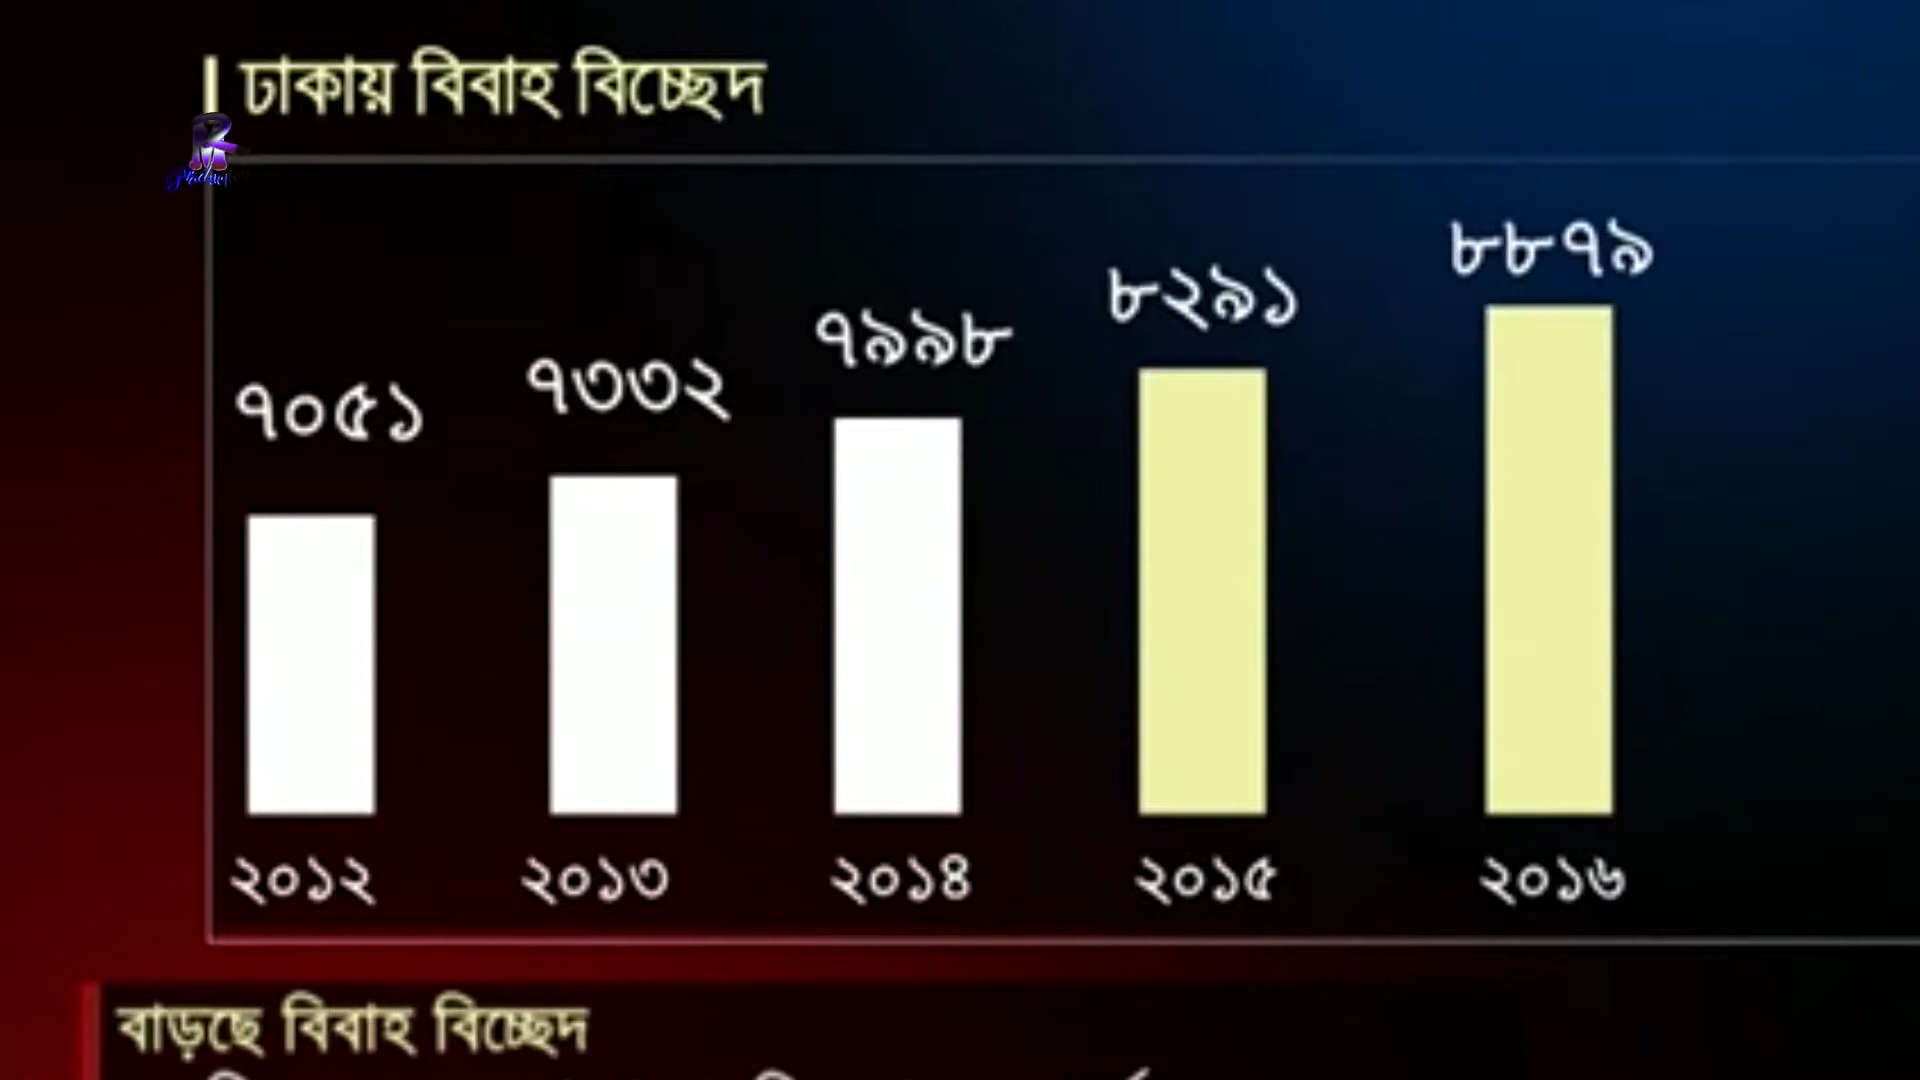 ঢাকায় বিবাহ বিচ্ছেদ
৭০৫১ ৭৩৩২ ৭৯৯৮ ৮২৯১ ৮৮৭৯
২০১২ ২০১৩ ২০১৪ ২০১৫ ২০১৬
বাড়ছে বিবাহ বিচ্ছেদ